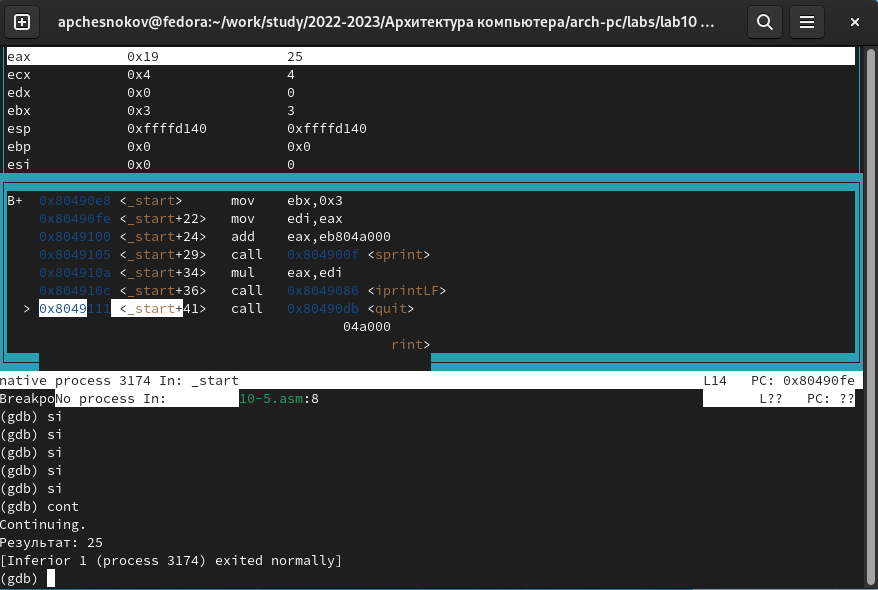 apchesnokov@fedora:~/work/study/2022-2023/Архитектура компьютера/arch-pc/labs/lab10 ...
eax 0x19 25
ecx 0x4 4
edx 0x0 0
ebx 0x3 3
esp 0xffffd140 0xffffd140
ebp 0x0 0x0
esi 0x0 0
B+ 0x80490e8 <_start> mov ebx,0x3
0x80490fe <_start+22> mov edi,eax
0x8049100 <_start+24> add eax,eb804a000
0x8049105 <_start+29> call 0x804900f <sprint>
0x804910a <_start+34> mul eax,edi
0x804910c <_start+36> call 0x8049086 <iprintLF>
> 0x8049111 <_start+41> call 0x80490db <quit>
04a000
rint>
native process 3174 In: _start L14 PC: 0x80490fe
BreakpoNo process In: 10-5.asm:8 L?? PC: ??
(gdb) si
(gdb) si
(gdb) si
(gdb) si
(gdb) si
(gdb) cont
Continuing.
Результат: 25
[Inferior 1 (process 3174) exited normally]
(gdb)